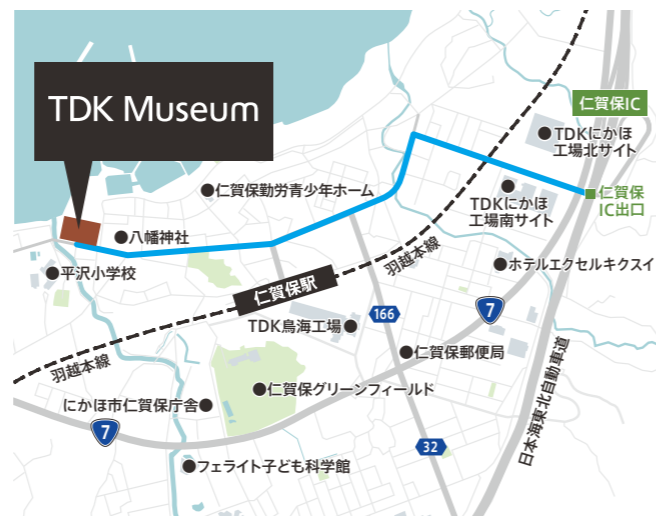 TDK Museum
仁賀保IC
TDKにかほ
工場北サイト
仁賀保勤労青少年ホーム
仁賀保
IC出口
TDKにかほ
工場南サイト
八幡神社
羽越本線
ホテルエクセルキクスイ
平沢小学校
仁賀保駅
7
166
TDK鳥海工場
仁賀保郵便局
羽越本線
日本海東北自動車道
仁賀保グリーンフィールド
にかほ市仁賀保庁舎
7
32
フェライト子ども科学館